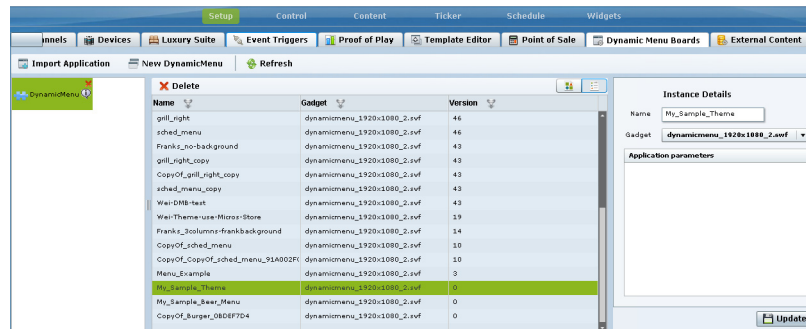 Setup Control Content Ticker Schedule Widgets
nnels Devices Luxury Suite Event Triggers Proof of Play Template Editor Point of Sale Dynamic Menu Boards External Content
Import Application New DynamicMenu Refresh
DynamicMenu
Delete
Name Gadget Version
grill_right dynamicmenu_1920x1080_2.swf 46
sched_menu dynamicmenu_1920x1080_2.swf 46
Franks_no-background dynamicmenu_1920x1080_2.swf 43
grill_right_copy dynamicmenu_1920x1080_2.swf 43
CopyOf_grill_right_copy dynamicmenu_1920x1080_2.swf 43
sched_menu_copy dynamicmenu_1920x1080_2.swf 43
Wei-DMB-test dynamicmenu_1920x1080_2.swf 43
Wei-Theme-use-Micros-Store dynamicmenu_1920x1080_2.swf 19
Franks_3columns-frankbackground dynamicmenu_1920x1080_2.swf 14
CopyOf_sched_menu dynamicmenu_1920x1080_2.swf 10
CopyOf_CopyOf_sched_menu_91A002F dynamicmenu_1920x1080_2.swf 10
Menu_Example dynamicmenu_1920x1080_2.swf 3
My_Sample_Theme dynamicmenu_1920x1080_2.swf 0
My_Sample_Beer_Menu dynamicmenu_1920x1080_2.swf 0
CopyOf_Burger_0BDEF7D4 dynamicmenu_1920x1080_2.swf 0
Instance Details
Name My_Sample_Theme
Gadget dynamicmenu_1920x1080_2.swf
Application parameters
Update